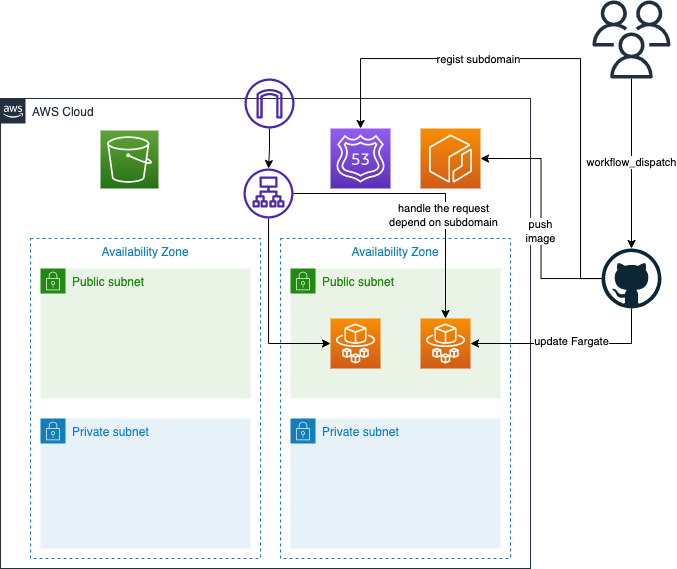 regist subdomain
aws
AWS Cloud
53
workflow_dispatch
handle the request
depend on subdomain
push
image
Availability Zone
Availability Zone
Public subnet
Public subnet
update Fargate
Private subnet
Private subnet